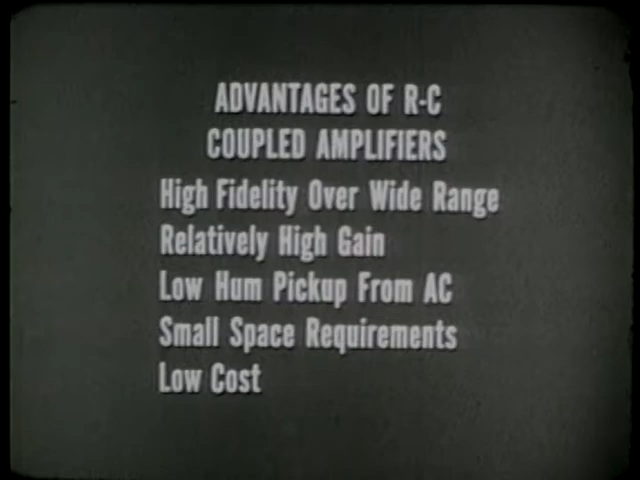 ADVANTAGES OF R-C
COUPLED AMPLIFIERS
High Fidelity Over Wide Range
Relatively High Gain
Low Hum Pickup From AC
Small Space Requirements
Low Cost